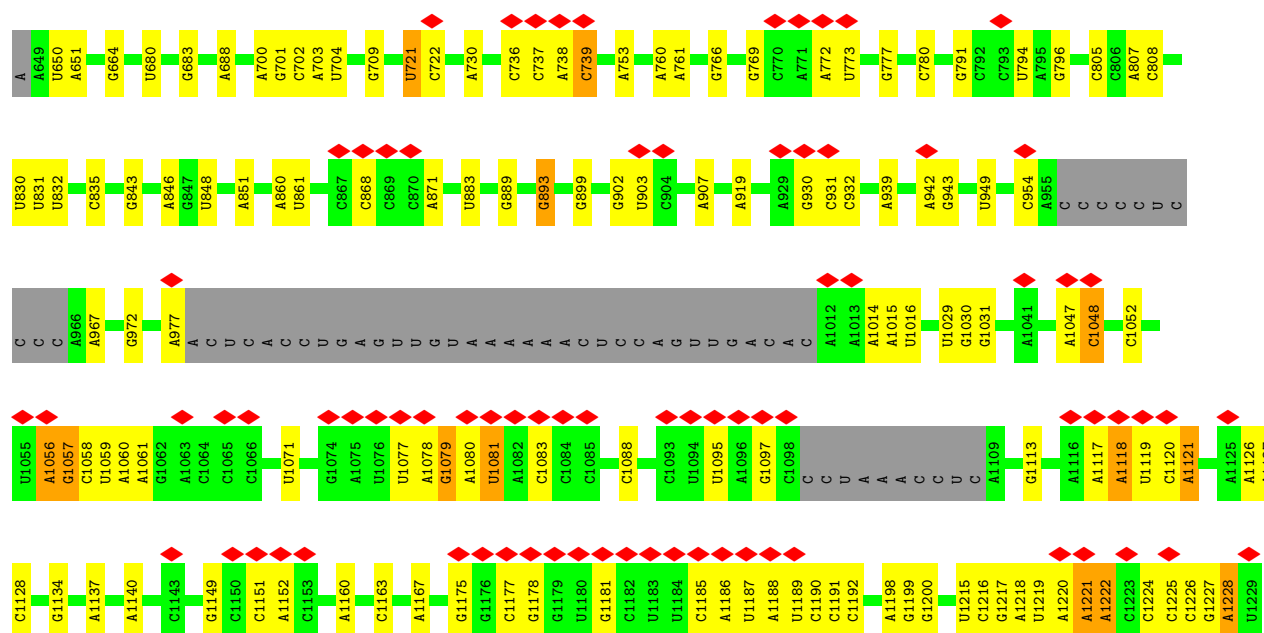 A A649 U650 A651 G664 U680 G683 A688 A700 G701 C702 A703 U704 G709 U721 C722 A730 C736 C737 A738 C739 A753 A760 A761 G766 G769 C770 A771 A772 U773 G777 C780 G791 C792 C793 U794 A795 G796 C805 C806 A807 C808
U830 U831 U832 C835 G843 A846 G847 U848 A851 A860 U861 C867 C868 C869 C870 A871 U883 G889 G893 G899 G902 U903 C904 A907 A919 A929 G930 C931 C932 A939 A942 G943 U949 C954 A955 C C C C C U C
C C C A966 A967 G972 A977 A C U C A C C U G A G U U G U A A A A A A C U C C A G U U G A C A C A1012 A1013 A1014 A1015 U1016 U1029 G1030 G1031 A1041 A1047 C1048 C1052
U1055 A1056 G1057 C1058 U1059 A1060 A1061 G1062 A1063 C1064 C1065 C1066 U1071 G1074 A1075 U1076 U1077 A1078 G1079 A1080 U1081 A1082 C1083 C1084 C1085 C1088 C1093 U1094 U1095 A1096 G1097 C1098 C C U A A A C C U C A1109 G1113 A1116 A1117 A1118 U1119 C1120 A1121 A1125 A1126
C1128 G1134 A1137 A1140 C1143 G1149 C1150 C1151 A1152 C1153 A1160 C1163 A1167 G1175 G1176 C1177 G1178 G1179 U1180 G1181 C1182 U1183 U1184 C1185 A1186 U1187 A1188 U1189 C1190 C1191 C1192 A1198 G1199 G1200 U1215 C1216 G1217 A1218 U1219 A1220 A1221 A1222 C1223 C1224 C1225 C1226 G1227 A1228 U1229